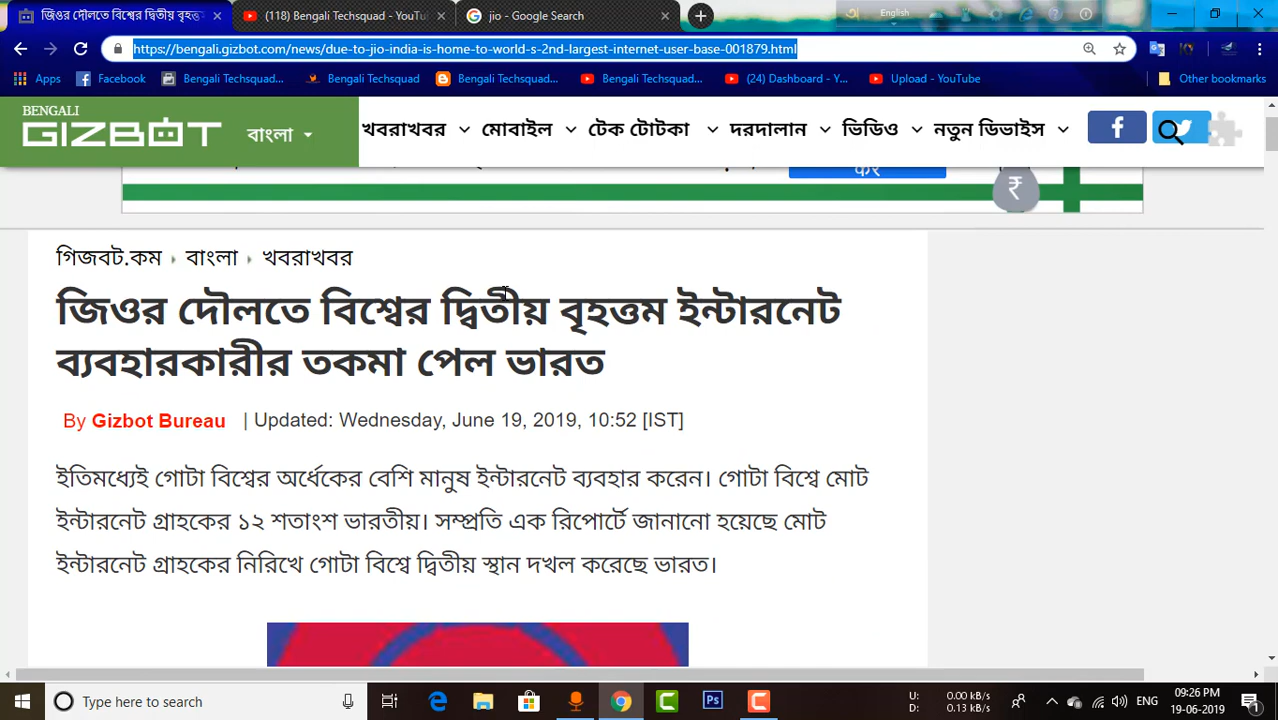 জিওর দৌলতে বিশ্বের দ্বিতীয় বৃহত্তম
(118) Bengali Techsquad - YouTu
jio - Google Search
English
https://bengali.gizbot.com/news/due-to-jio-india-is-home-to-world-s-2nd-largest-internet-user-base-001879.html
Apps Facebook Bengali Techsquad... Bengali Techsquad Bengali Techsquad... Bengali Techsquad... (24) Dashboard - Y... Upload - YouTube Other bookmarks
BENGALI
GIZBOT
বাংলা খবরাখবর মোবাইল টেক টোটকা দরদালান ভিডিও নতুন ডিভাইস
গিজবট.কম › বাংলা › খবরাখবর
জিওর দৌলতে বিশ্বের দ্বিতীয় বৃহত্তম ইন্টারনেট
ব্যবহারকারীর তকমা পেল ভারত
By Gizbot Bureau | Updated: Wednesday, June 19, 2019, 10:52 [IST]
ইতিমধ্যেই গোটা বিশ্বের অর্ধেকের বেশি মানুষ ইন্টারনেট ব্যবহার করেন। গোটা বিশ্বে মোট
ইন্টারনেট গ্রাহকের ১২ শতাংশ ভারতীয়। সম্প্রতি এক রিপোর্টে জানানো হয়েছে মোট
ইন্টারনেট গ্রাহকের নিরিখে গোটা বিশ্বে দ্বিতীয় স্থান দখল করেছে ভারত।
Type here to search
U: 0.00 kB/s
D: 0.13 kB/s
ENG
09:26 PM
19-06-2019